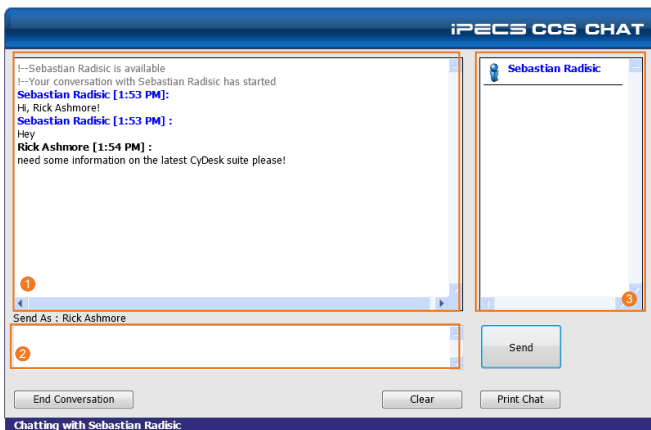 iPECS CCS CHAT
!--Sebastian Radisic is available
!--Your conversation with Sebastian Radisic has started
Sebastian Radisic [1:53 PM]:
Hi, Rick Ashmore!
Sebastian Radisic [1:53 PM] :
Hey
Rick Ashmore [1:54 PM] :
need some information on the latest CyDesk suite please!
1
Sebastian Radisic
3
Send As : Rick Ashmore
2
Send
End Conversation
Clear
Print Chat
Chatting with Sebastian Radisic